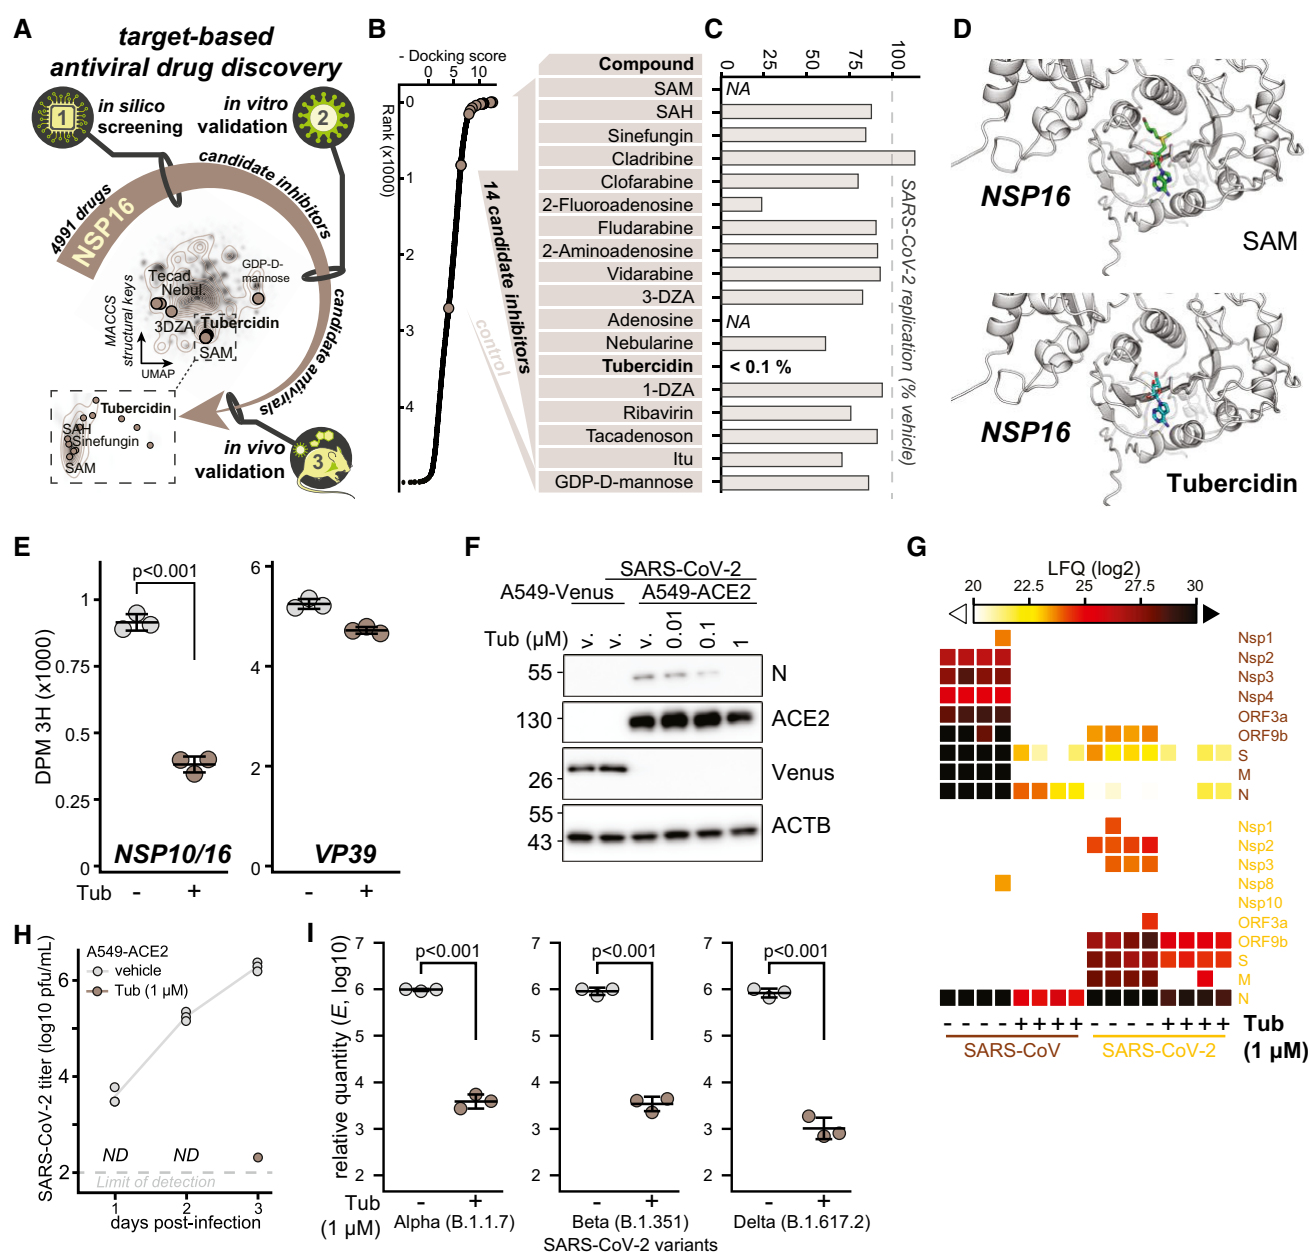 A
target-based
antiviral drug discovery
1
in silico
screening
in vitro
validation
2
candidate inhibitors
4991 drugs
NSP16
candidate antivirals
Tecad.
Nebul.
GDP-D-
mannose
3DZA
Tubercidin
SAM
MACCS
structural keys
UMAP
Tubercidin
SAH
Sinefungin
SAM
in vivo
validation
3
B
- Docking score
0 5 10
Rank (x1000)
0
1
2
3
4
14 candidate inhibitors
control
Compound
SAM
SAH
Sinefungin
Cladribine
Clofarabine
2-Fluoroadenosine
Fludarabine
2-Aminoadenosine
Vidarabine
3-DZA
Adenosine
Nebularine
Tubercidin
1-DZA
Ribavirin
Tacadenoson
Itu
GDP-D-mannose
C
0 25 50 75 100
NA
NA
< 0.1 %
SARS-CoV-2 replication (% vehicle)
D
NSP16
SAM
NSP16
Tubercidin
E
p<0.001
DPM 3H (x1000)
1
0.75
0.5
0.25
0
NSP10/16
Tub - +
6
4
2
0
VP39
- +
F
SARS-CoV-2
A549-Venus A549-ACE2
Tub (µM) v. v. v. 0.01 0.1 1
55 N
130 ACE2
26 Venus
55
43 ACTB
G
LFQ (log2)
20 22.5 25 27.5 30
Nsp1
Nsp2
Nsp3
Nsp4
ORF3a
ORF9b
S
M
N
Nsp1
Nsp2
Nsp3
Nsp8
Nsp10
ORF3a
ORF9b
S
M
N
- - - - + + + + - - - - + + + + Tub
SARS-CoV SARS-CoV-2 (1 µM)
H
A549-ACE2
vehicle
Tub (1 µM)
SARS-CoV-2 titer (log10 pfu/mL)
6
4
2
ND ND
Limit of detection
1 2 3
days post-infection
I
relative quantity (E, log10)
7
6
5
4
3
2
p<0.001
Tub
(1 µM)
- +
Alpha (B.1.1.7)
7
6
5
4
3
2
p<0.001
- +
Beta (B.1.351)
7
6
5
4
3
2
p<0.001
- +
Delta (B.1.617.2)
SARS-CoV-2 variants